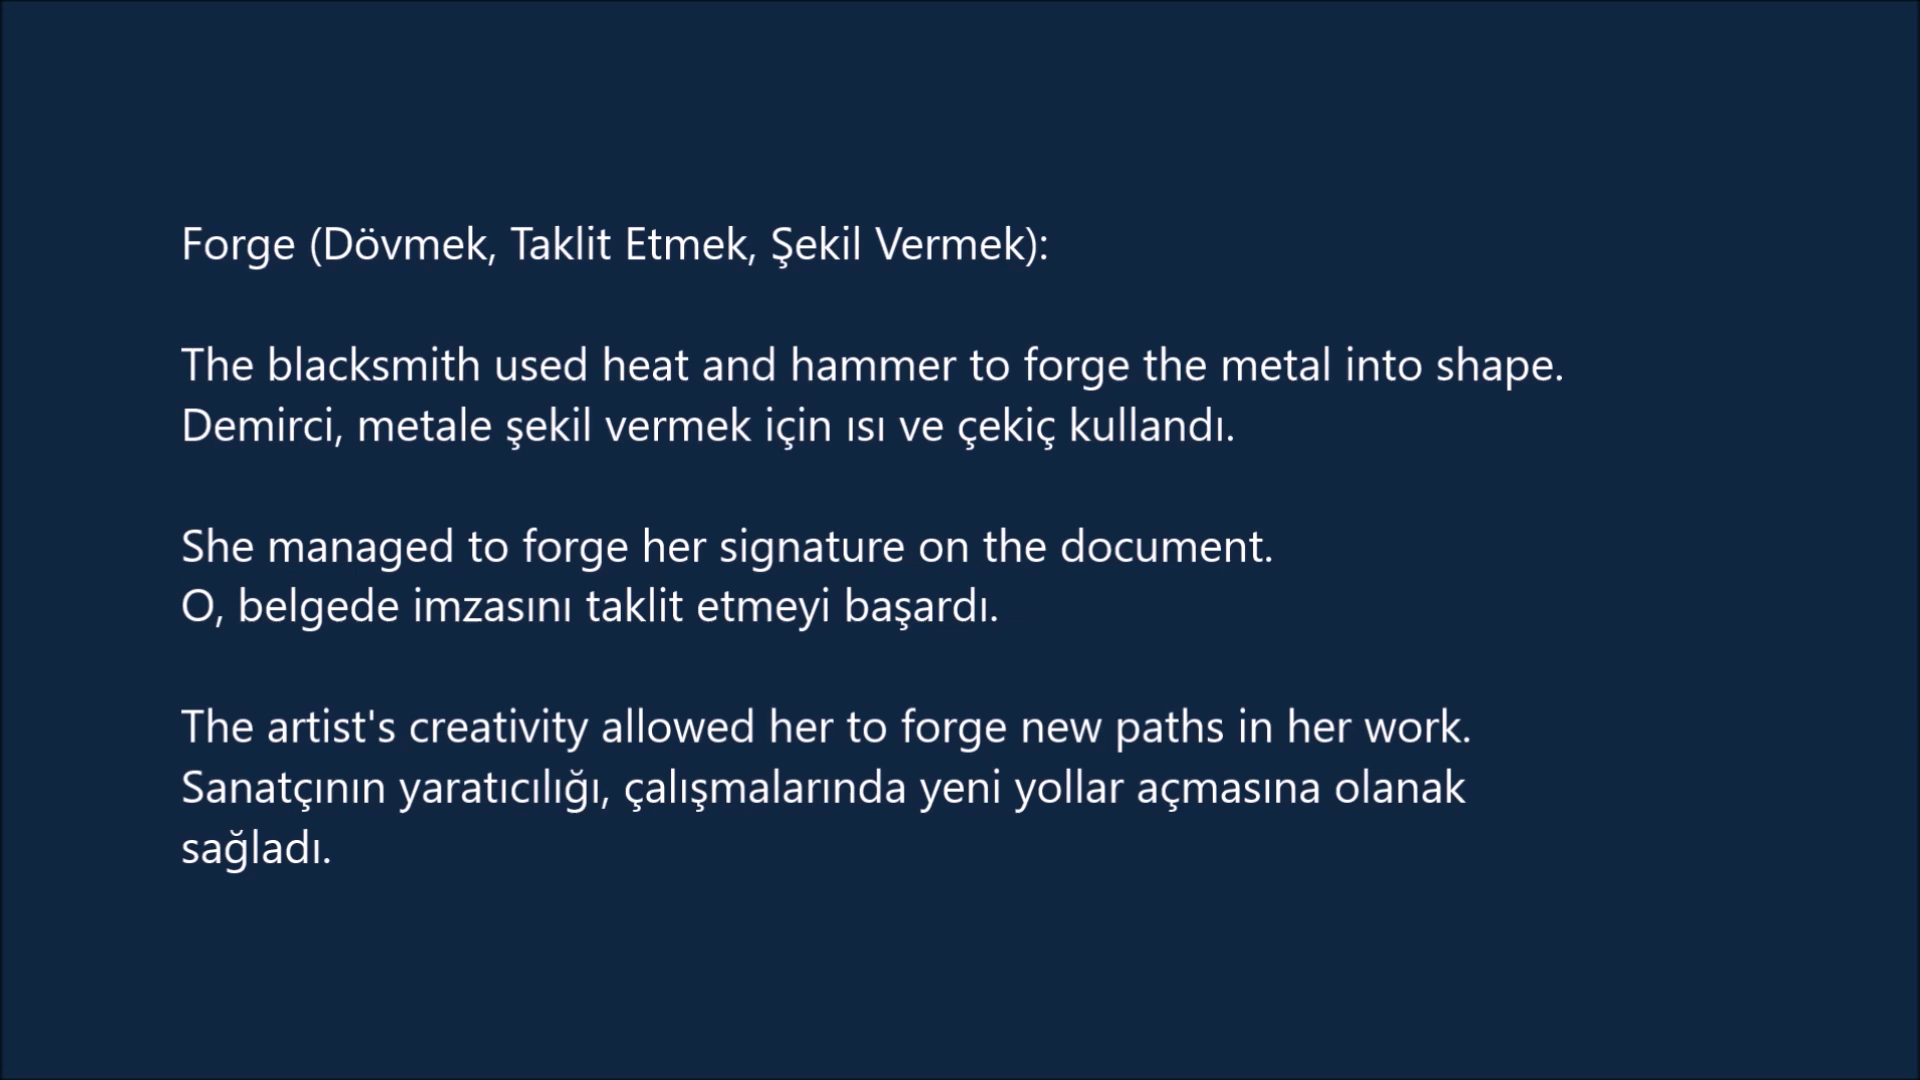 Forge (Dövmek, Taklit Etmek, Şekil Vermek):
The blacksmith used heat and hammer to forge the metal into shape.
Demirci, metale şekil vermek için ısı ve çekiç kullandı.
She managed to forge her signature on the document.
O, belgede imzasını taklit etmeyi başardı.
The artist's creativity allowed her to forge new paths in her work.
Sanatçının yaratıcılığı, çalışmalarında yeni yollar açmasına olanak
sağladı.